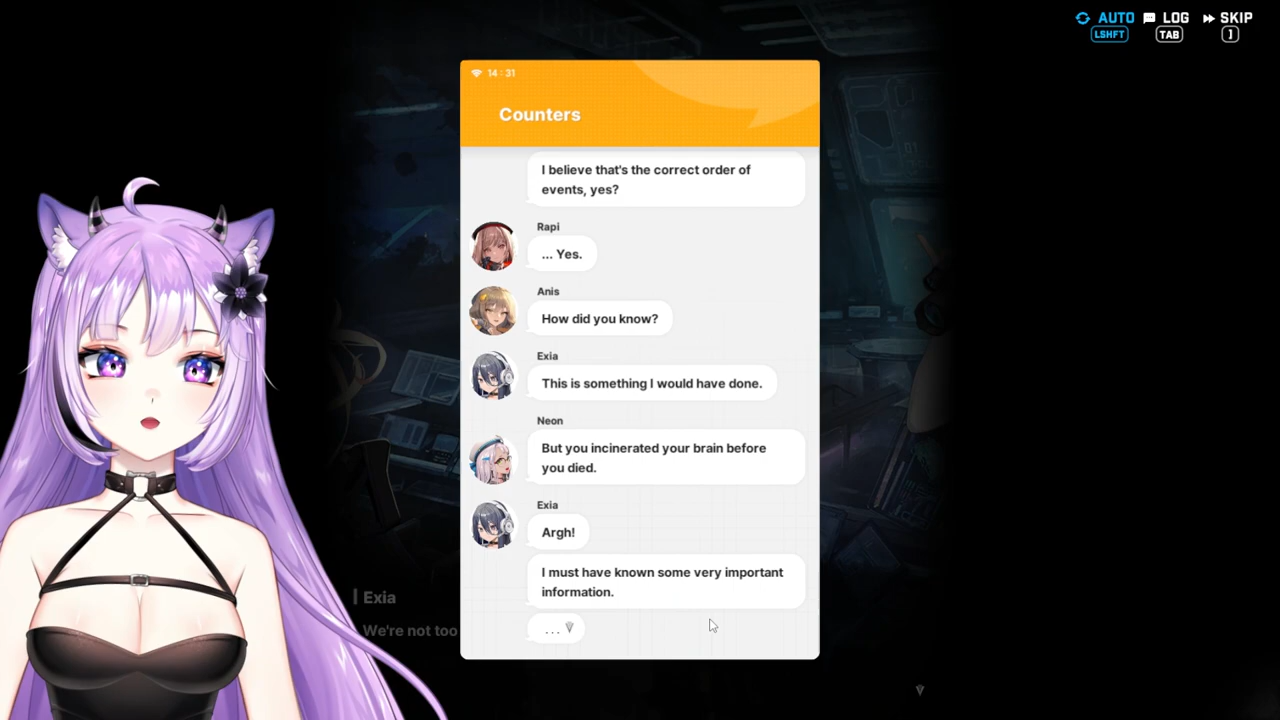 AUTO LOG SKIP
LSHFT TAB ]
14 : 31
Counters
I believe that's the correct order of
events, yes?
Rapi
... Yes.
Anis
How did you know?
Exia
This is something I would have done.
Neon
But you incinerated your brain before
you died.
Exia
Argh!
I must have known some very important
information.
...
Exia
We're not too